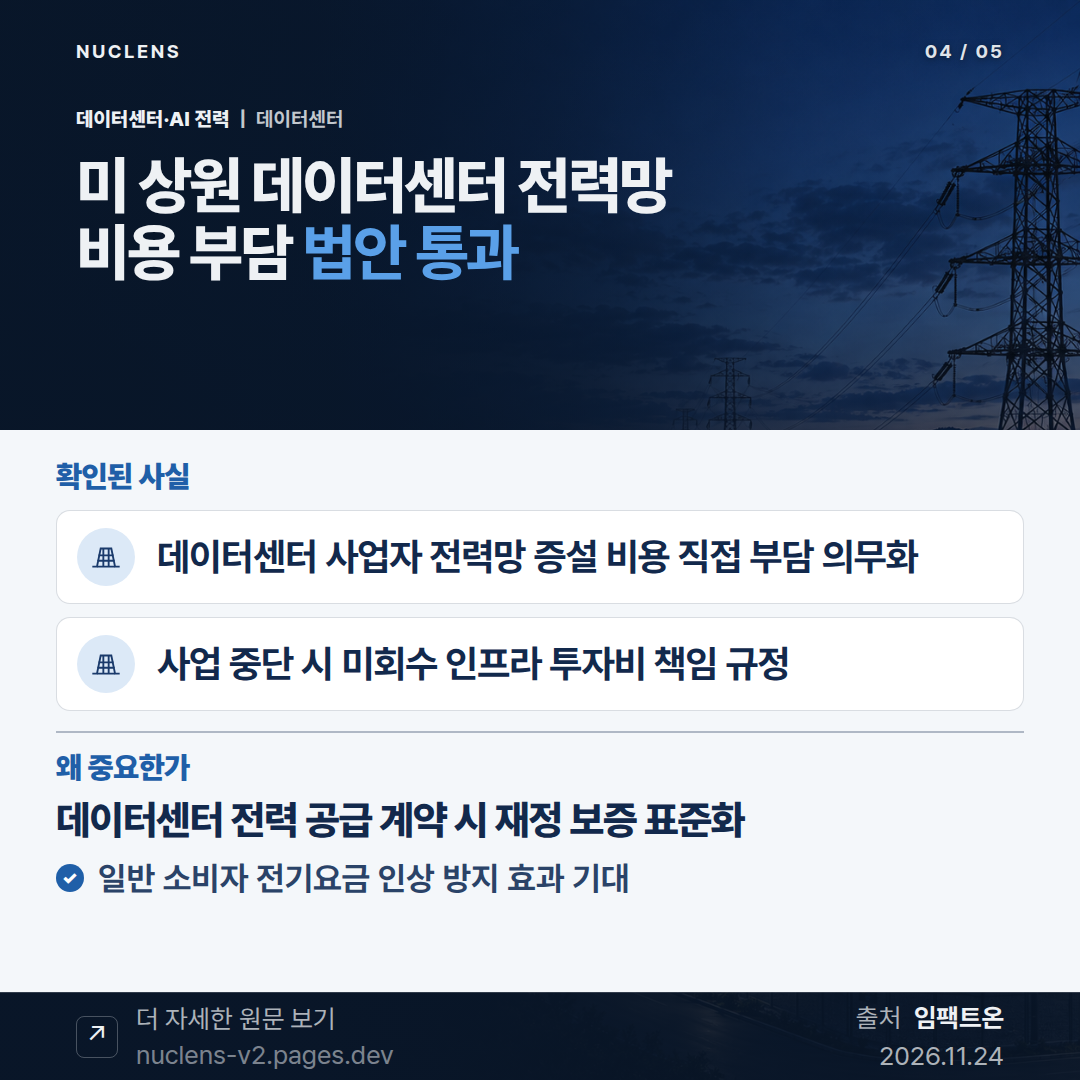 NUCLENS
04 / 05
데이터센터·AI 전력 | 데이터센터
미 상원 데이터센터 전력망
비용 부담 법안 통과
확인된 사실
데이터센터 사업자 전력망 증설 비용 직접 부담 의무화
사업 중단 시 미회수 인프라 투자비 책임 규정
왜 중요한가
데이터센터 전력 공급 계약 시 재정 보증 표준화
일반 소비자 전기요금 인상 방지 효과 기대
더 자세한 원문 보기
nuclens-v2.pages.dev
출처 임팩트온
2026.11.24